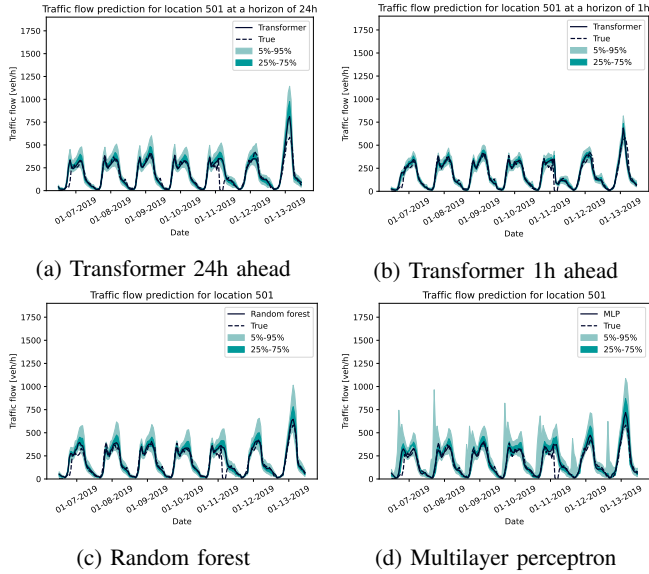 Traffic flow prediction for location 501 at a horizon of 24h
Traffic flow [veh/h]
1750
1500
1250
1000
750
500
250
0
Transformer
True
5%-95%
25%-75%
01-07-2019
01-08-2019
01-09-2019
01-10-2019
01-11-2019
01-12-2019
01-13-2019
Date
(a) Transformer 24h ahead
Traffic flow prediction for location 501 at a horizon of 1h
Traffic flow [veh/h]
1750
1500
1250
1000
750
500
250
0
Transformer
True
5%-95%
25%-75%
01-07-2019
01-08-2019
01-09-2019
01-10-2019
01-11-2019
01-12-2019
01-13-2019
Date
(b) Transformer 1h ahead
Traffic flow prediction for location 501
Traffic flow [veh/h]
1750
1500
1250
1000
750
500
250
0
Random forest
True
5%-95%
25%-75%
01-07-2019
01-08-2019
01-09-2019
01-10-2019
01-11-2019
01-12-2019
01-13-2019
Date
(c) Random forest
Traffic flow prediction for location 501
Traffic flow [veh/h]
1750
1500
1250
1000
750
500
250
0
MLP
True
5%-95%
25%-75%
01-07-2019
01-08-2019
01-09-2019
01-10-2019
01-11-2019
01-12-2019
01-13-2019
Date
(d) Multilayer perceptron